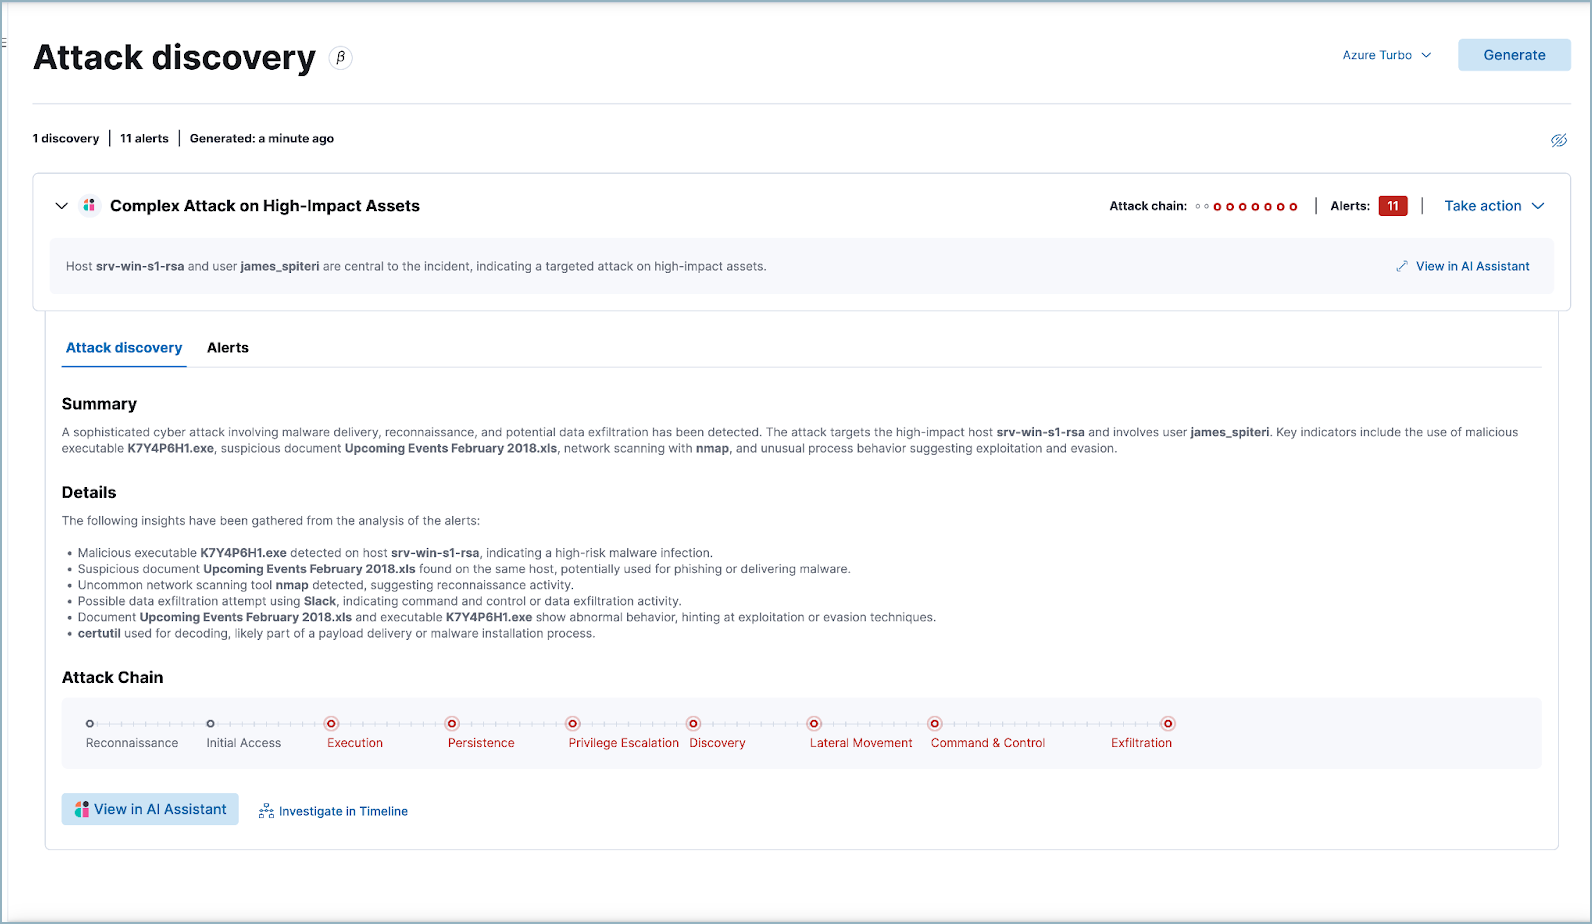 Attack discovery β
Azure Turbo
Generate
1 discovery | 11 alerts | Generated: a minute ago
Complex Attack on High-Impact Assets
Attack chain:
Alerts: 11
Take action
Host srv-win-s1-rsa and user james_spiteri are central to the incident, indicating a targeted attack on high-impact assets.
View in AI Assistant
Attack discovery
Alerts
Summary
A sophisticated cyber attack involving malware delivery, reconnaissance, and potential data exfiltration has been detected. The attack targets the high-impact host srv-win-s1-rsa and involves user james_spiteri. Key indicators include the use of malicious
executable K7Y4P6H1.exe, suspicious document Upcoming Events February 2018.xls, network scanning with nmap, and unusual process behavior suggesting exploitation and evasion.
Details
The following insights have been gathered from the analysis of the alerts:
• Malicious executable K7Y4P6H1.exe detected on host srv-win-s1-rsa, indicating a high-risk malware infection.
• Suspicious document Upcoming Events February 2018.xls found on the same host, potentially used for phishing or delivering malware.
• Uncommon network scanning tool nmap detected, suggesting reconnaissance activity.
• Possible data exfiltration attempt using Slack, indicating command and control or data exfiltration activity.
• Document Upcoming Events February 2018.xls and executable K7Y4P6H1.exe show abnormal behavior, hinting at exploitation or evasion techniques.
• certutil used for decoding, likely part of a payload delivery or malware installation process.
Attack Chain
Reconnaissance
Initial Access
Execution
Persistence
Privilege Escalation
Discovery
Lateral Movement
Command & Control
Exfiltration
View in AI Assistant
Investigate in Timeline